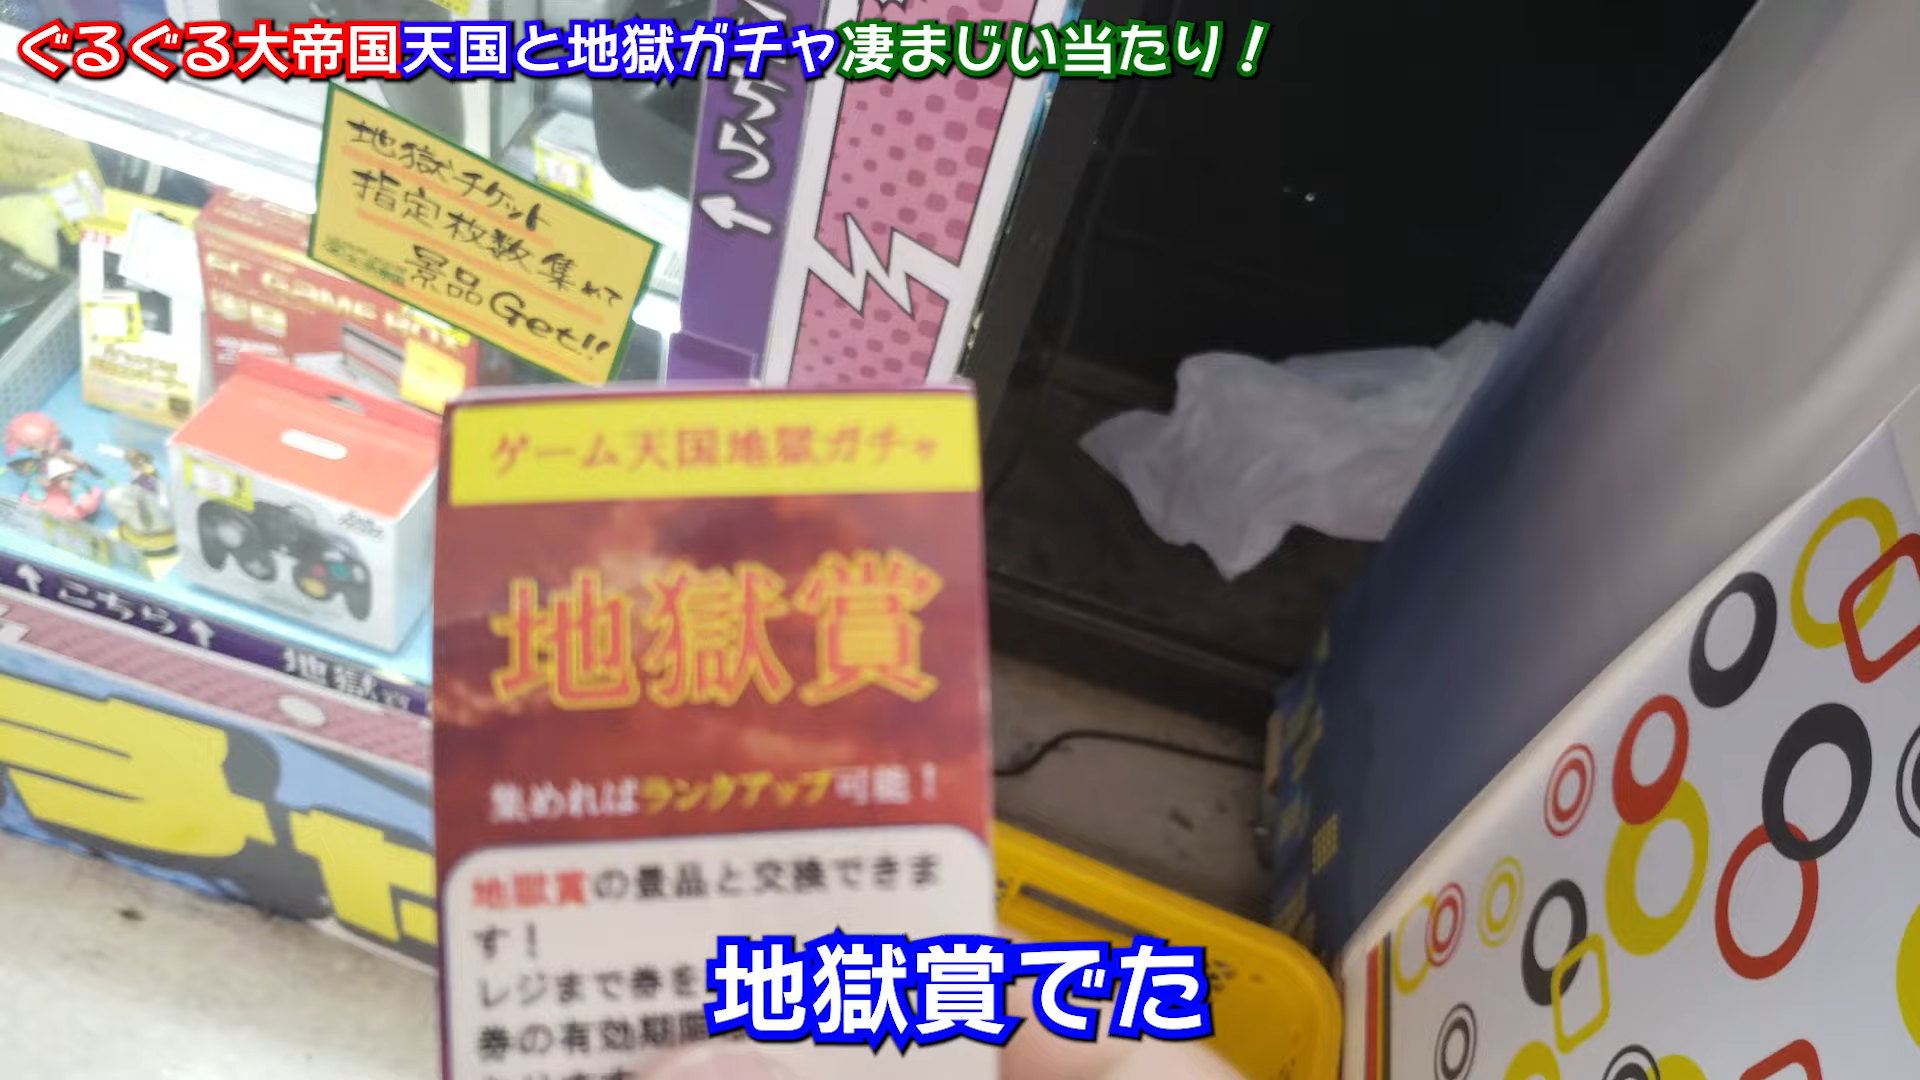 ぐるぐる大帝国天国と地獄ガチャ凄まじい当たり!
地獄チケット
指定枚数集めて
景品Get!!
ゲーム天国地獄ガチャ
地獄賞
集めればランクアップ可能!
地獄賞の景品と交換できま
す!
レジまで券を
券の有効期限
↑こちら↑
地獄賞
地獄賞でた